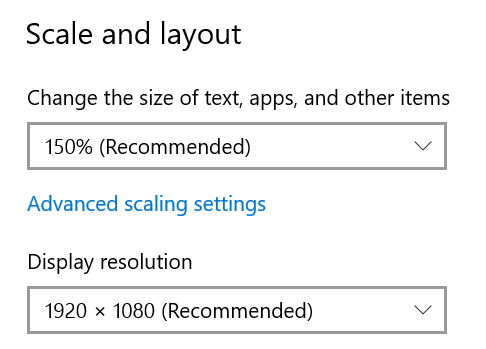 Scale and layout
Change the size of text, apps, and other items
150% (Recommended)
Advanced scaling settings
Display resolution
1920 × 1080 (Recommended)